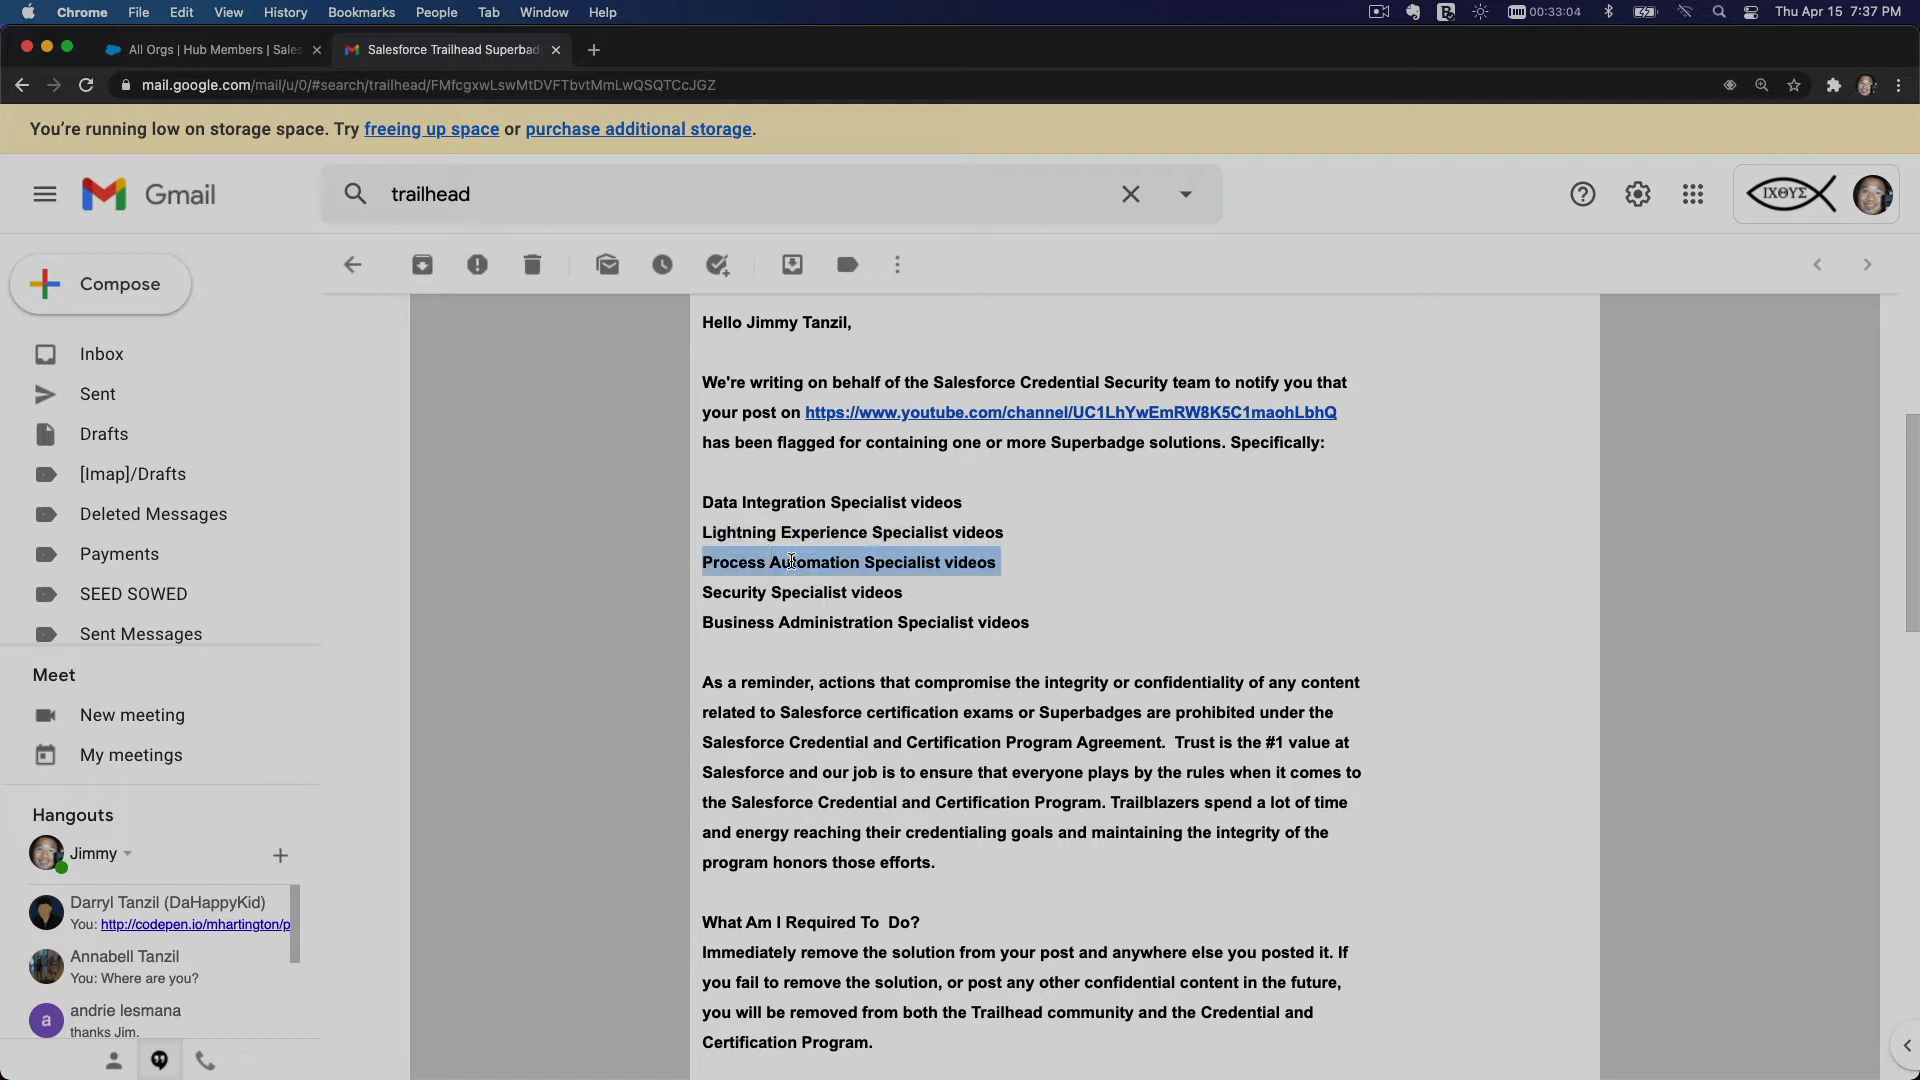 Chrome File Edit View History Bookmarks People Tab Window Help 00:33:04 Thu Apr 15 7:37 PM
All Orgs | Hub Members | Sales Salesforce Trailhead Superbad
mail.google.com/mail/u/0/#search/trailhead/FMfcgxwLswMtDVFTbvtMmLwQSQTCcJGZ
You're running low on storage space. Try freeing up space or purchase additional storage.
Gmail
trailhead
ΙΧΘΥΣ
Compose
Inbox
Sent
Drafts
[Imap]/Drafts
Deleted Messages
Payments
SEED SOWED
Sent Messages
Meet
New meeting
My meetings
Hangouts
Jimmy
Darryl Tanzil (DaHappyKid)
You: http://codepen.io/mhartington/p
Annabell Tanzil
You: Where are you?
a
andrie lesmana
thanks Jim.
Hello Jimmy Tanzil,
We're writing on behalf of the Salesforce Credential Security team to notify you that
your post on https://www.youtube.com/channel/UC1LhYwEmRW8K5C1maohLbhQ
has been flagged for containing one or more Superbadge solutions. Specifically:
Data Integration Specialist videos
Lightning Experience Specialist videos
Process Automation Specialist videos
Security Specialist videos
Business Administration Specialist videos
As a reminder, actions that compromise the integrity or confidentiality of any content
related to Salesforce certification exams or Superbadges are prohibited under the
Salesforce Credential and Certification Program Agreement.  Trust is the #1 value at
Salesforce and our job is to ensure that everyone plays by the rules when it comes to
the Salesforce Credential and Certification Program. Trailblazers spend a lot of time
and energy reaching their credentialing goals and maintaining the integrity of the
program honors those efforts.
What Am I Required To  Do?
Immediately remove the solution from your post and anywhere else you posted it. If
you fail to remove the solution, or post any other confidential content in the future,
you will be removed from both the Trailhead community and the Credential and
Certification Program.